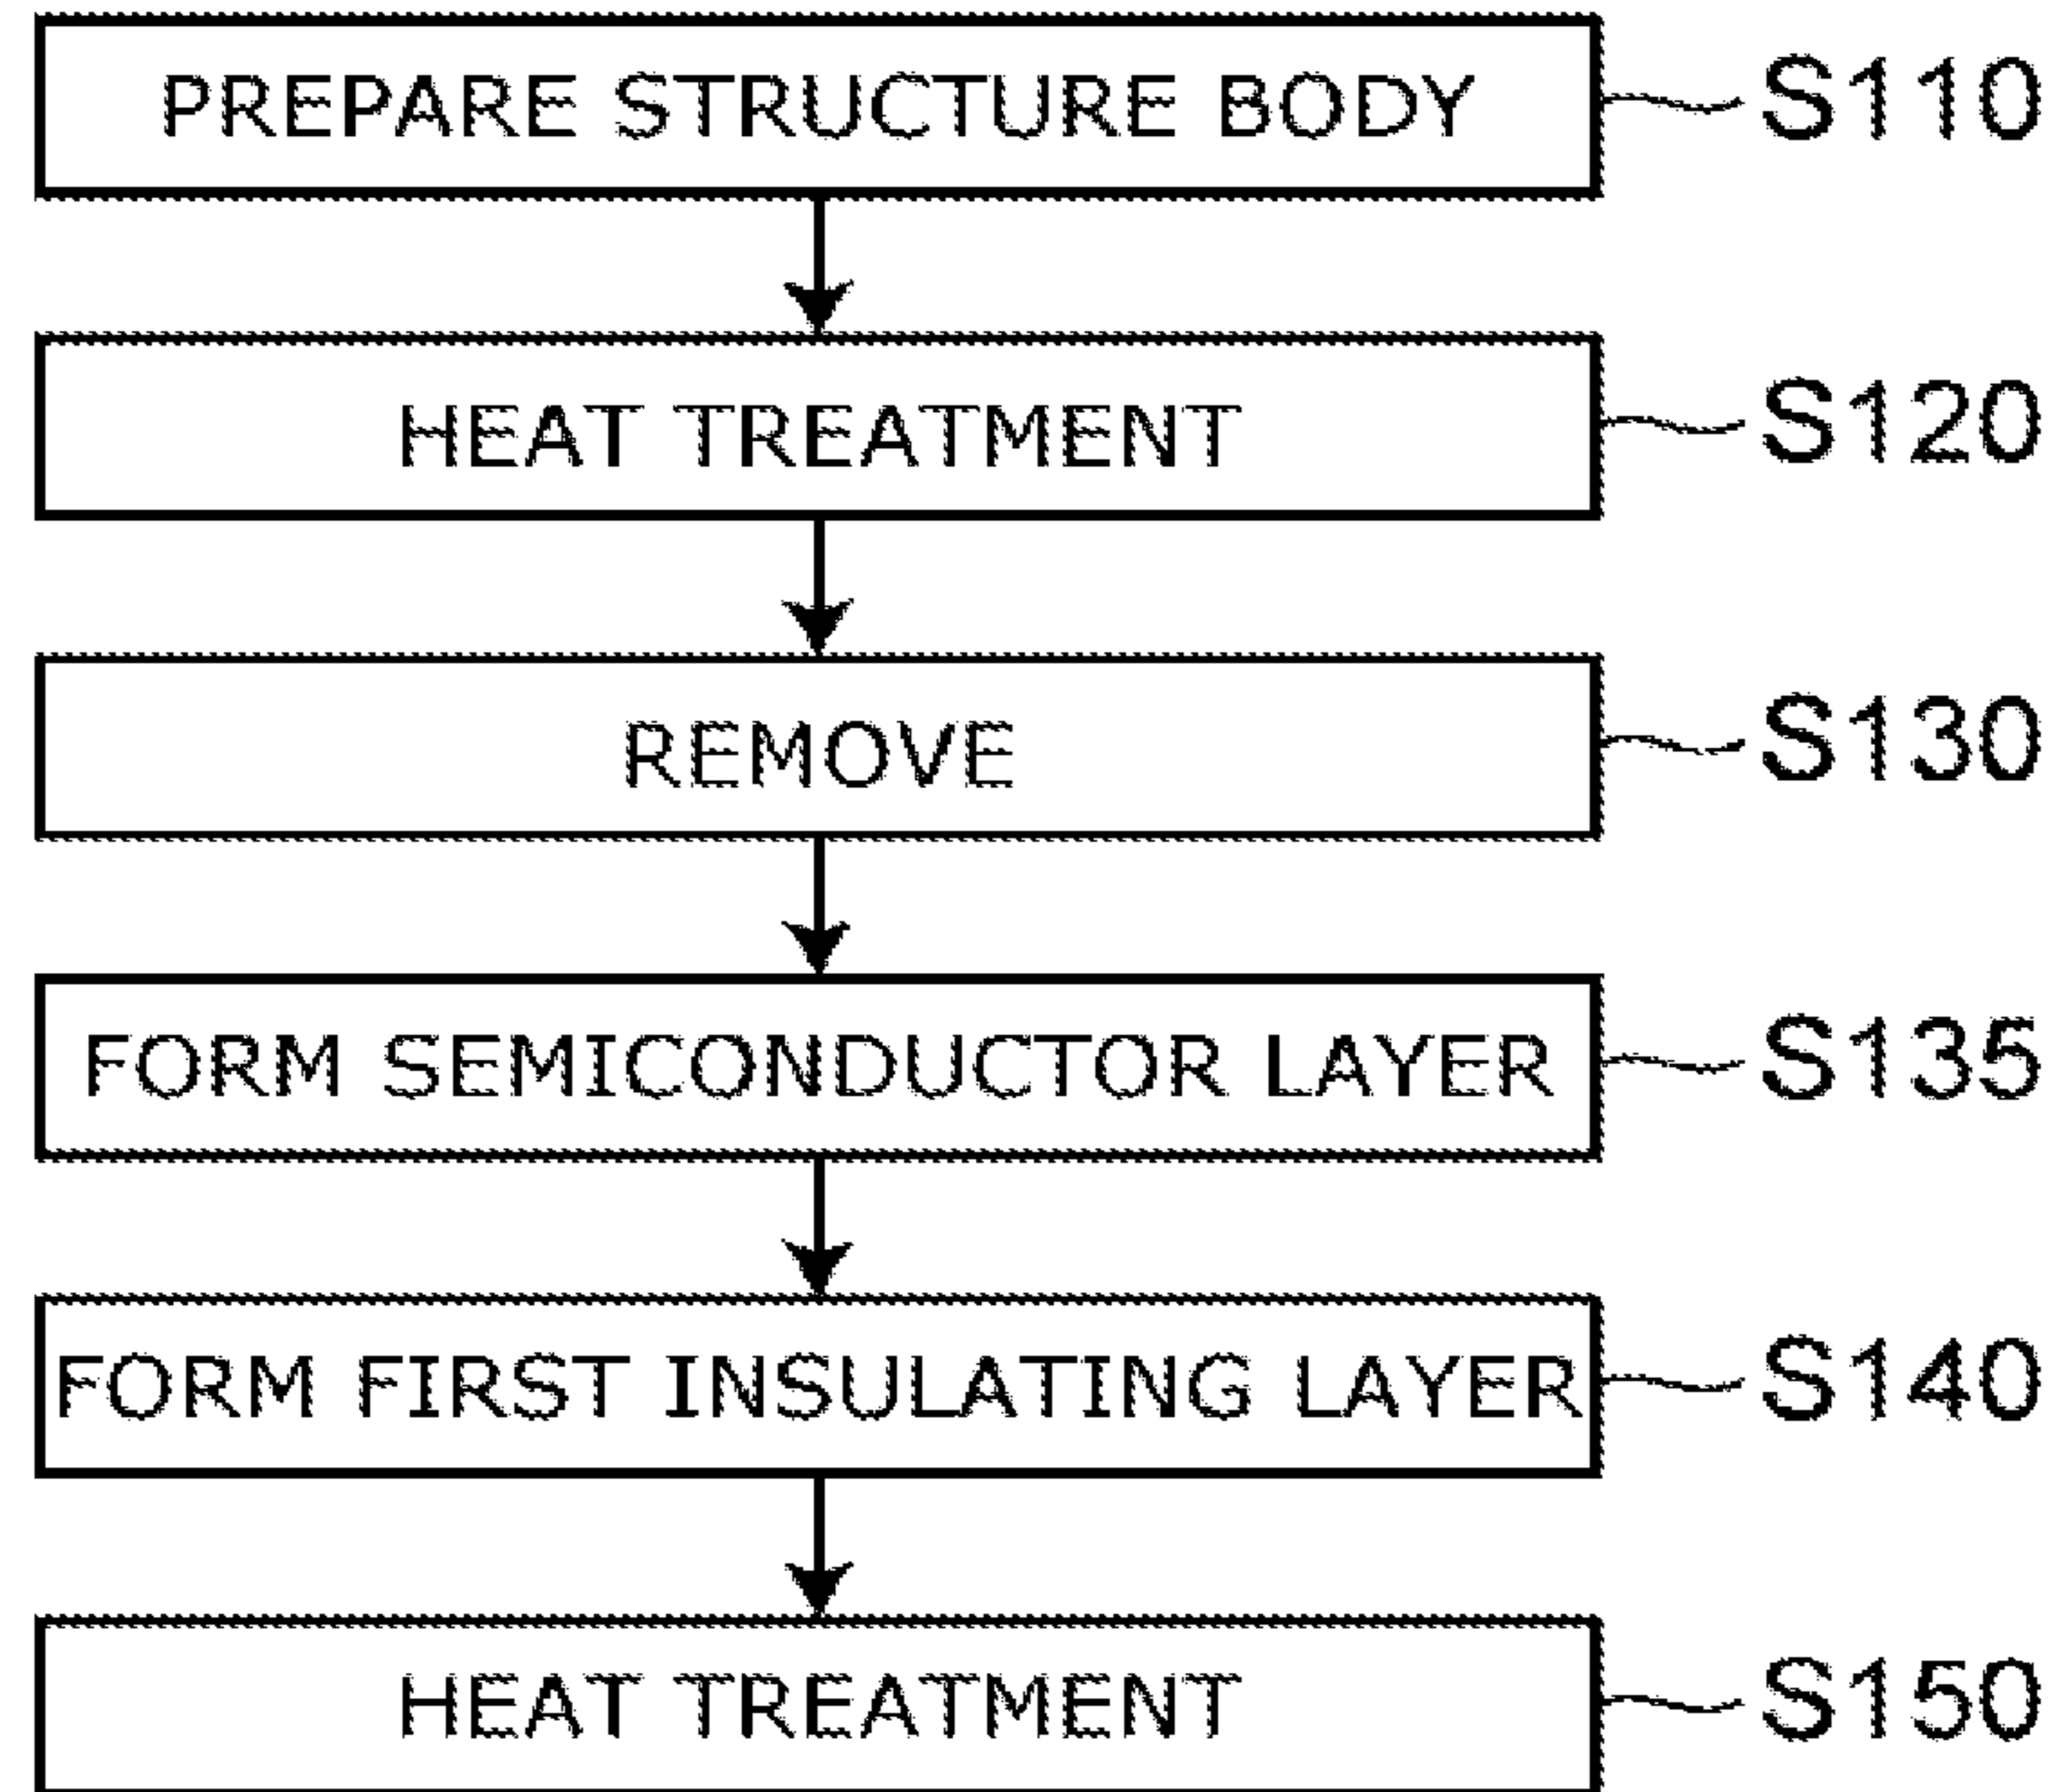 PREPARE STRUCTURE BODY S110
HEAT TREATMENT S120
REMOVE S130
FORM SEMICONDUCTOR LAYER S135
FORM FIRST INSULATING LAYER S140
HEAT TREATMENT S150